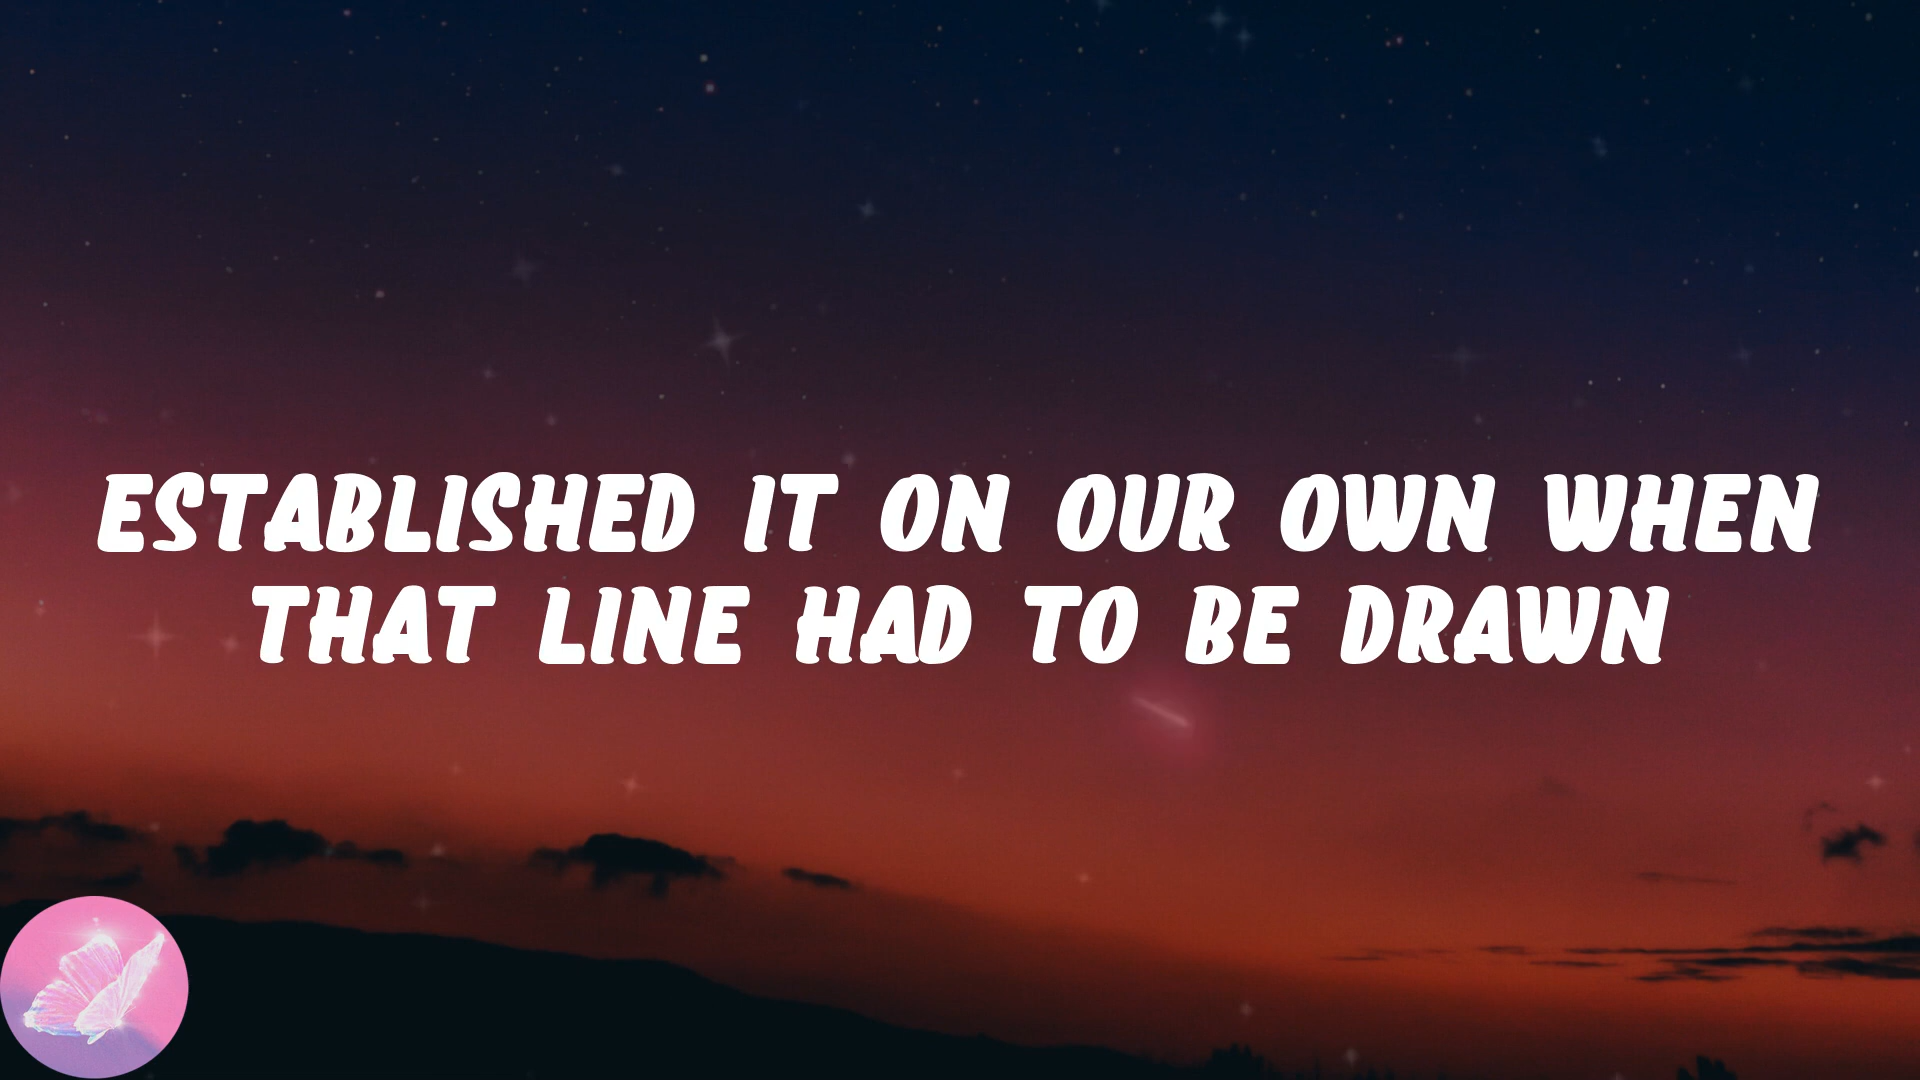 ESTABLISHED IT ON OUR OWN WHEN
THAT LINE HAD TO BE DRAWN